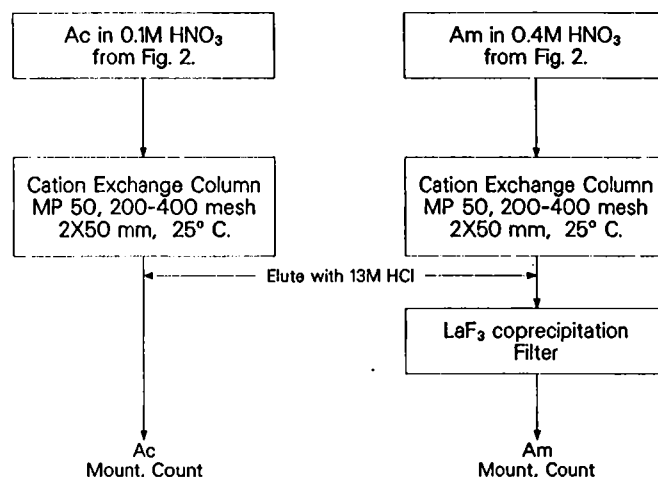 Ac in 0.1M HNO₃
from Fig. 2.
Am in 0.4M HNO₃
from Fig. 2.
Cation Exchange Column
MP 50, 200-400 mesh
2X50 mm, 25° C.
Cation Exchange Column
MP 50, 200-400 mesh
2X50 mm, 25° C.
Elute with 13M HCl
LaF₃ coprecipitation
Filter
Ac
Mount, Count
Am
Mount, Count